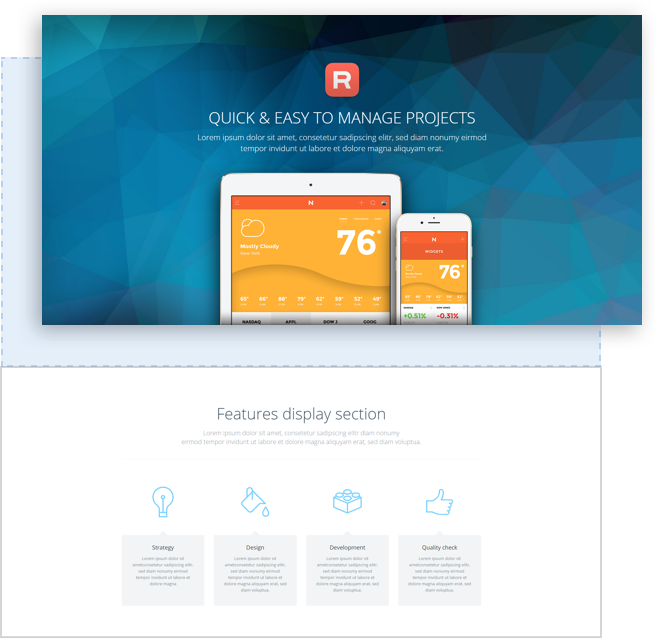 R
QUICK & EASY TO MANAGE PROJECTS
Lorem ipsum dolor sit amet, consetetur sadipscing elitr, sed diam nonumy eirmod
tempor invidunt ut labore et dolore magna aliquyam erat.
N
Mostly Cloudy
New York
76°
65° 66° 68° 79° 62° 59° 52° 49°
NASDAQ APPL DOW J GOOG
N
WIDGETS
76°
+0.51% -0.31%
Features display section
Lorem ipsum dolor sit amet, consetetur sadipscing elitr diam nonumy
eirmod tempor invidunt ut labore et dolore magna aliquyam erat, sed diam voluptua.
Strategy
Lorem ipsum dolor sit
ametconsetetur sadipscing elitr,
sed diam nonumy eirmod
tempor invidunt ut labore et
dolore magna
Design
Lorem ipsum dolor sit
ametconsetetur sadipscing elitr,
sed diam nonumy eirmod
tempor invidunt ut labore et
dolore magna aliquyam erat, sed
diam voluptua.
Development
Lorem ipsum dolor sit
ametconsetetur sadipscing elitr,
sed diam nonumy eirmod
tempor invidunt ut labore et
dolore magna aliquyam erat, sed
diam voluptua.
Quality check
Lorem ipsum dolor sit
ametconsetetur sadipscing elitr,
sed diam nonumy eirmod
tempor invidunt ut labore et
dolore magna aliquyam erat, sed
diam voluptua.